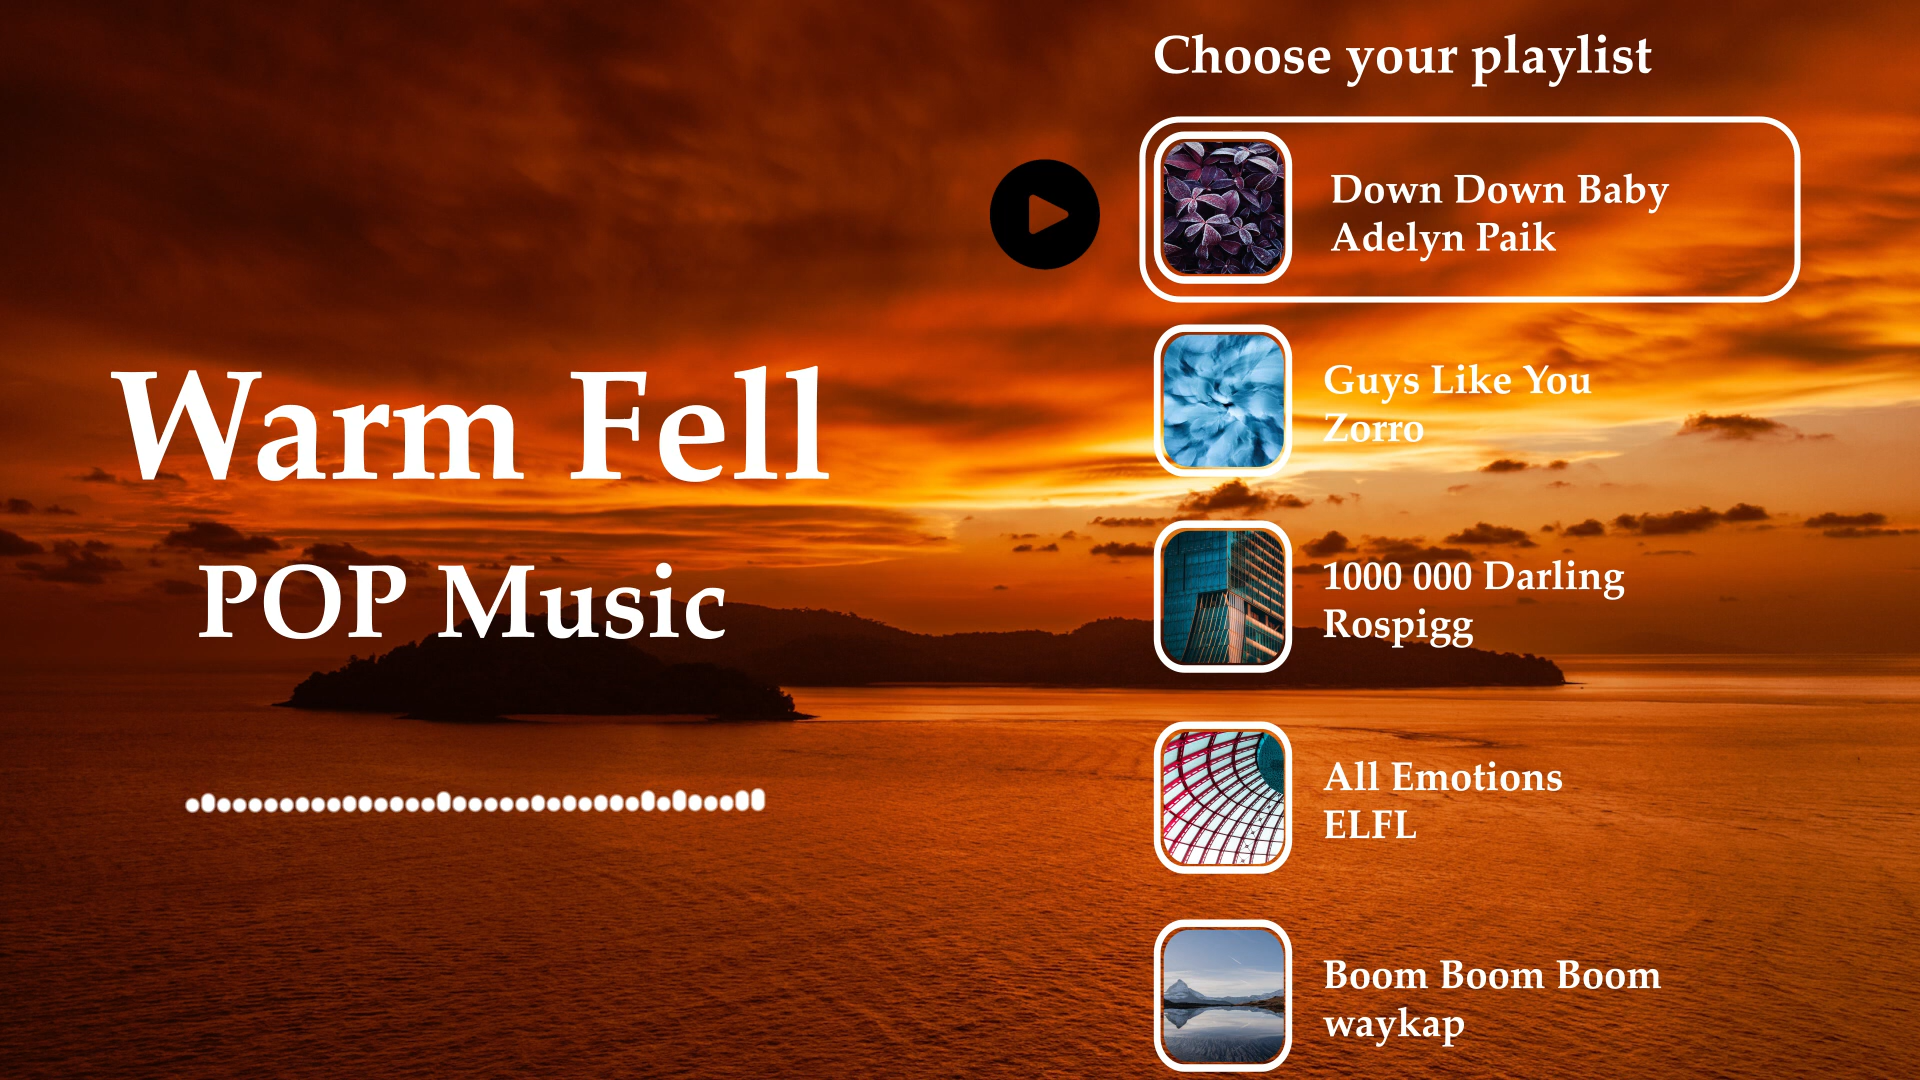 Choose your playlist
Down Down Baby
Adelyn Paik
Guys Like You
Zorro
Warm Fell
POP Music
1000 000 Darling
Rospigg
All Emotions
ELFL
Boom Boom Boom
waykap